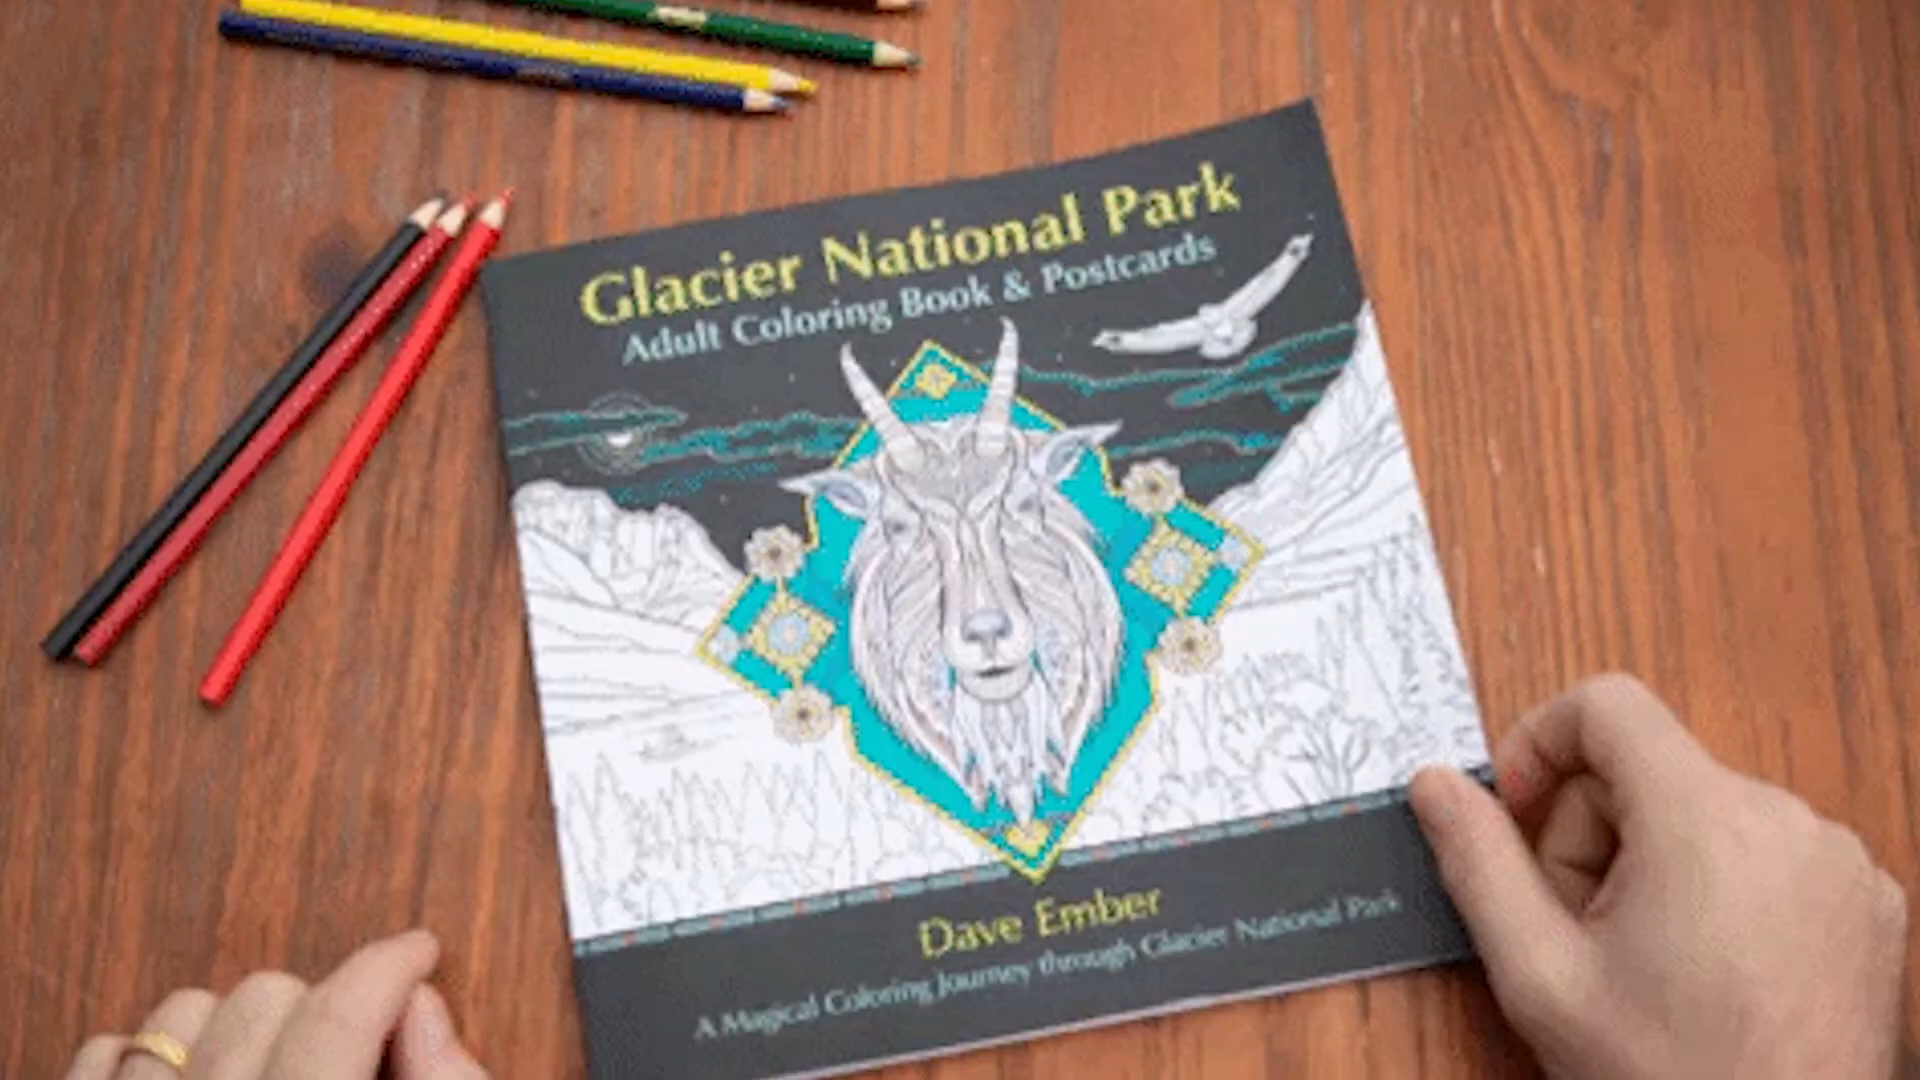 Glacier National Park
Adult Coloring Book & Postcards
Dave Ember
A Magical Coloring Journey through Glacier National Park